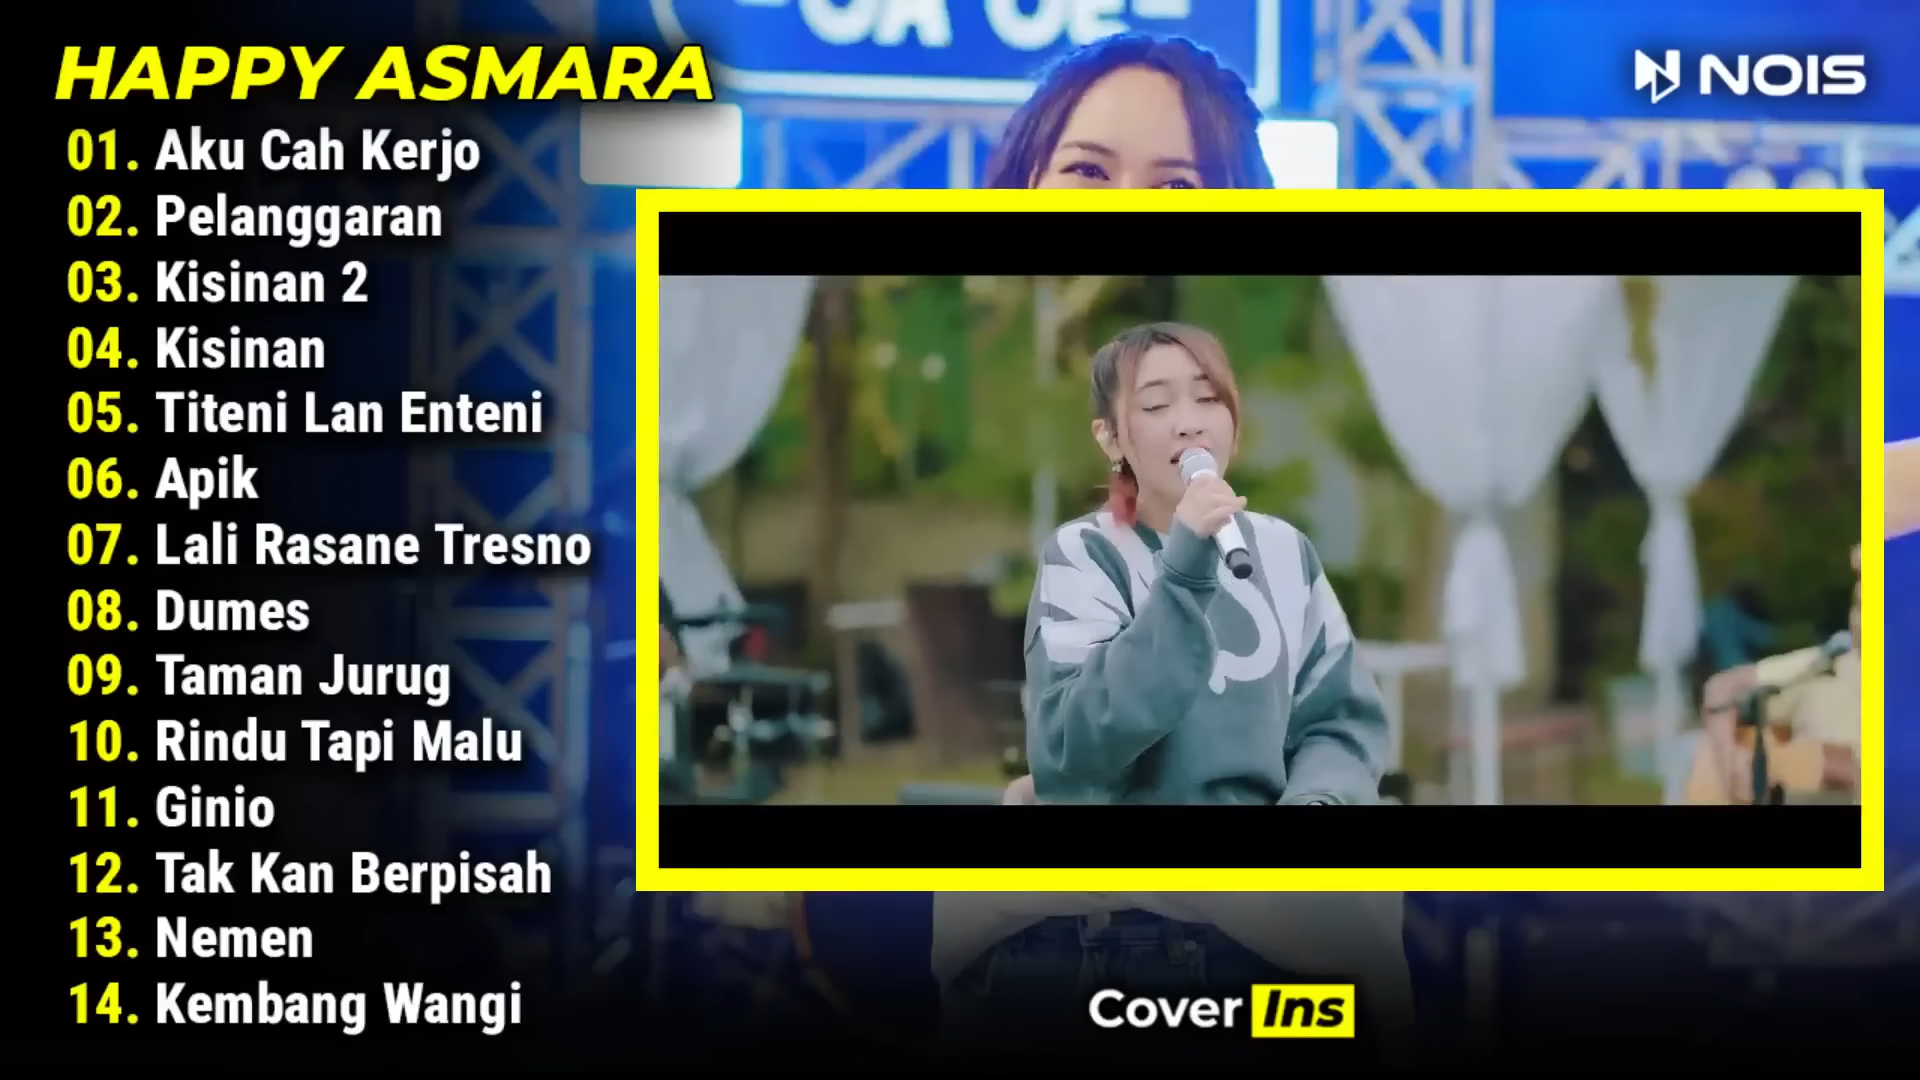 HAPPY ASMARA
NOIS
01. Aku Cah Kerjo
02. Pelanggaran
03. Kisinan 2
04. Kisinan
05. Titeni Lan Enteni
06. Apik
07. Lali Rasane Tresno
08. Dumes
09. Taman Jurug
10. Rindu Tapi Malu
11. Ginio
12. Tak Kan Berpisah
13. Nemen
14. Kembang Wangi
Cover Ins